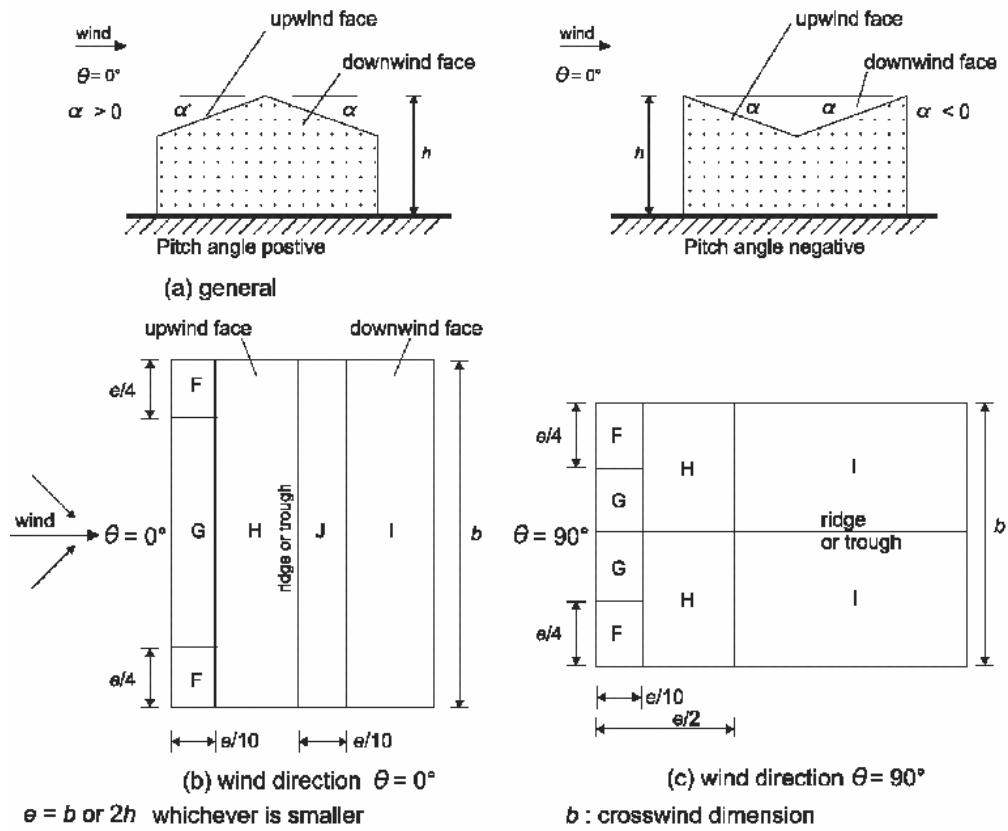 upwind face
wind
downwind face
θ = 0°
α > 0
α
α
h
Pitch angle postive
wind
θ = 0°
upwind face
downwind face
α
α
α < 0
h
Pitch angle negative
(a) general
upwind face
downwind face
e/4
F
wind
θ = 0°
G
H
ridge or trough
J
I
b
e/4
F
e/10
e/10
(b) wind direction θ = 0°
e/4
F
H
I
G
θ = 90°
ridge
or trough
b
G
H
I
e/4
F
e/10
e/2
(c) wind direction θ = 90°
e = b or 2h whichever is smaller
b : crosswind dimension